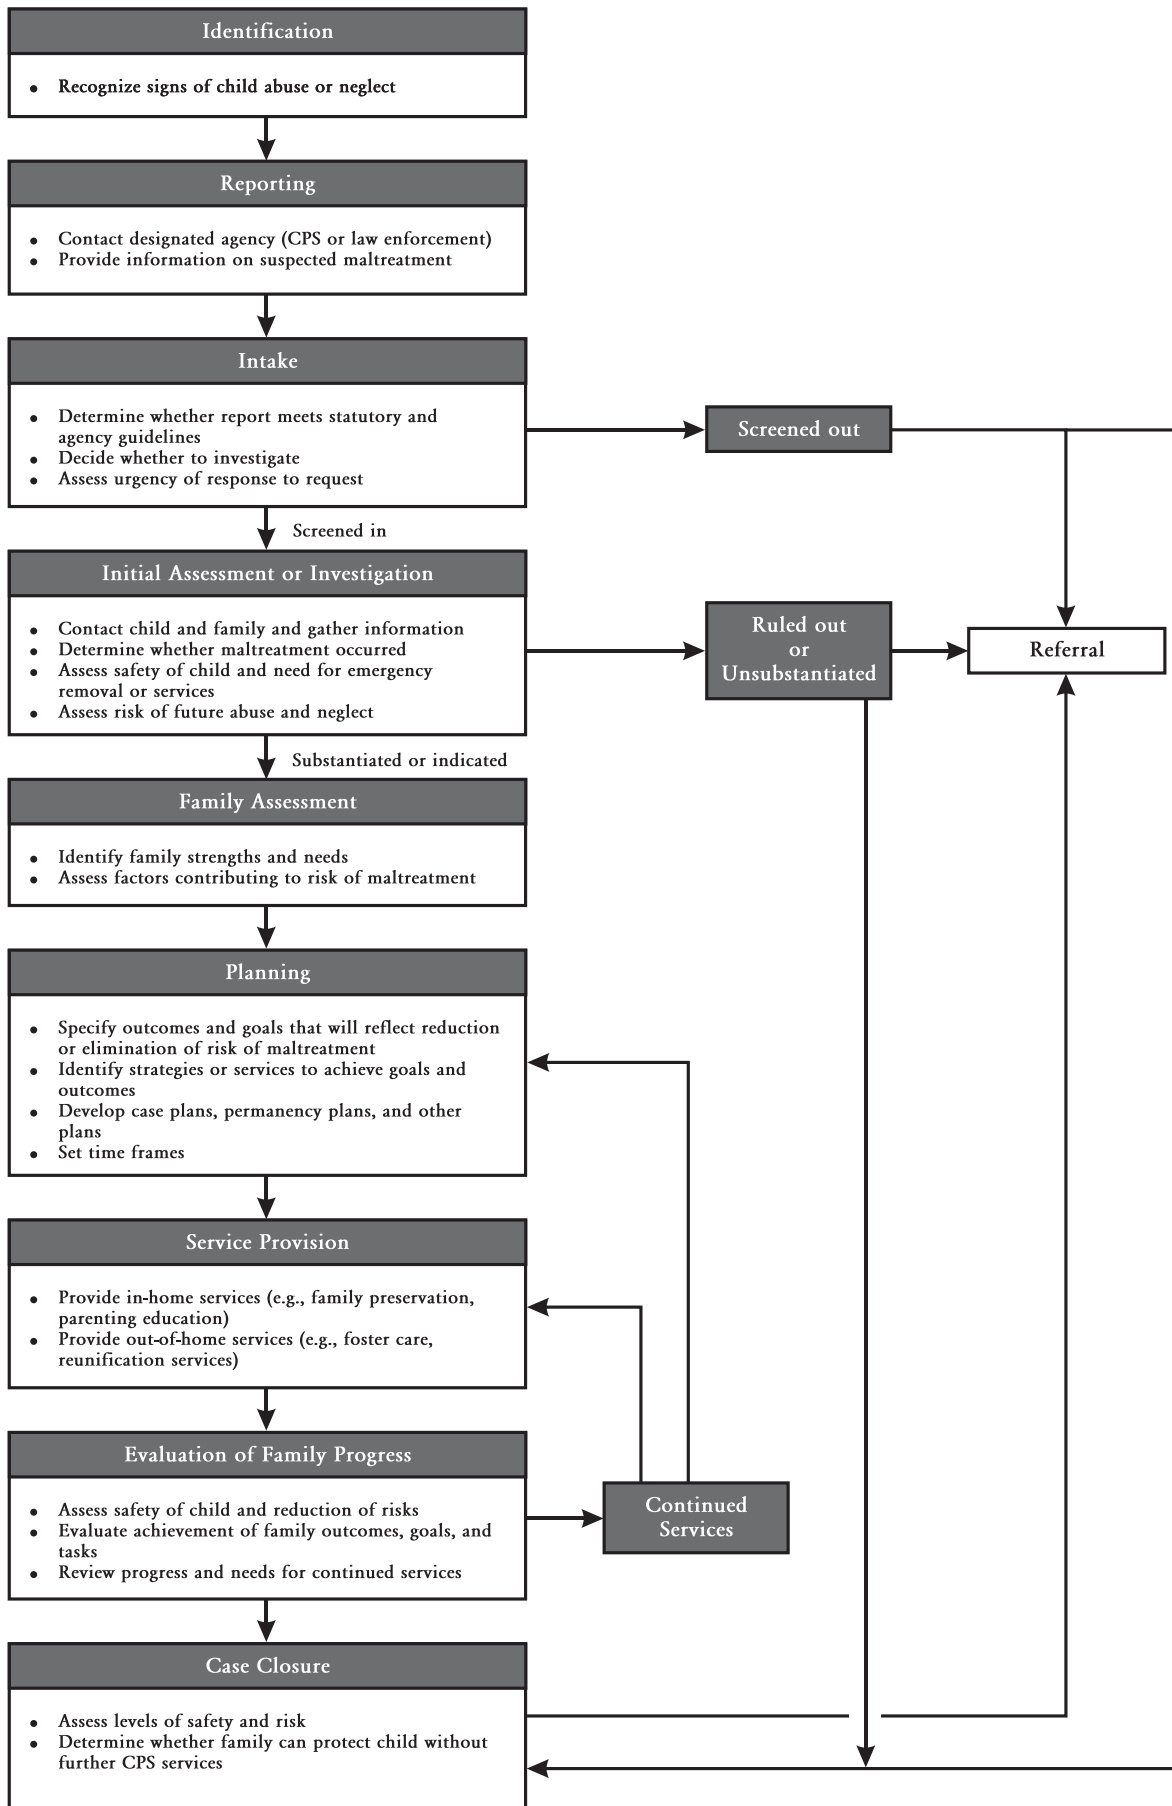 Identification
• Recognize signs of child abuse or neglect
Reporting
• Contact designated agency (CPS or law enforcement)
• Provide information on suspected maltreatment
Intake
• Determine whether report meets statutory and
agency guidelines
• Decide whether to investigate
• Assess urgency of response to request
Screened out
Screened in
Initial Assessment or Investigation
• Contact child and family and gather information
• Determine whether maltreatment occurred
• Assess safety of child and need for emergency
removal or services
• Assess risk of future abuse and neglect
Ruled out
or
Unsubstantiated
Referral
Substantiated or indicated
Family Assessment
• Identify family strengths and needs
• Assess factors contributing to risk of maltreatment
Planning
• Specify outcomes and goals that will reflect reduction
or elimination of risk of maltreatment
• Identify strategies or services to achieve goals and
outcomes
• Develop case plans, permanency plans, and other
plans
• Set time frames
Service Provision
• Provide in-home services (e.g., family preservation,
parenting education)
• Provide out-of-home services (e.g., foster care,
reunification services)
Evaluation of Family Progress
• Assess safety of child and reduction of risks
• Evaluate achievement of family outcomes, goals, and
tasks
• Review progress and needs for continued services
Continued
Services
Case Closure
• Assess levels of safety and risk
• Determine whether family can protect child without
further CPS services